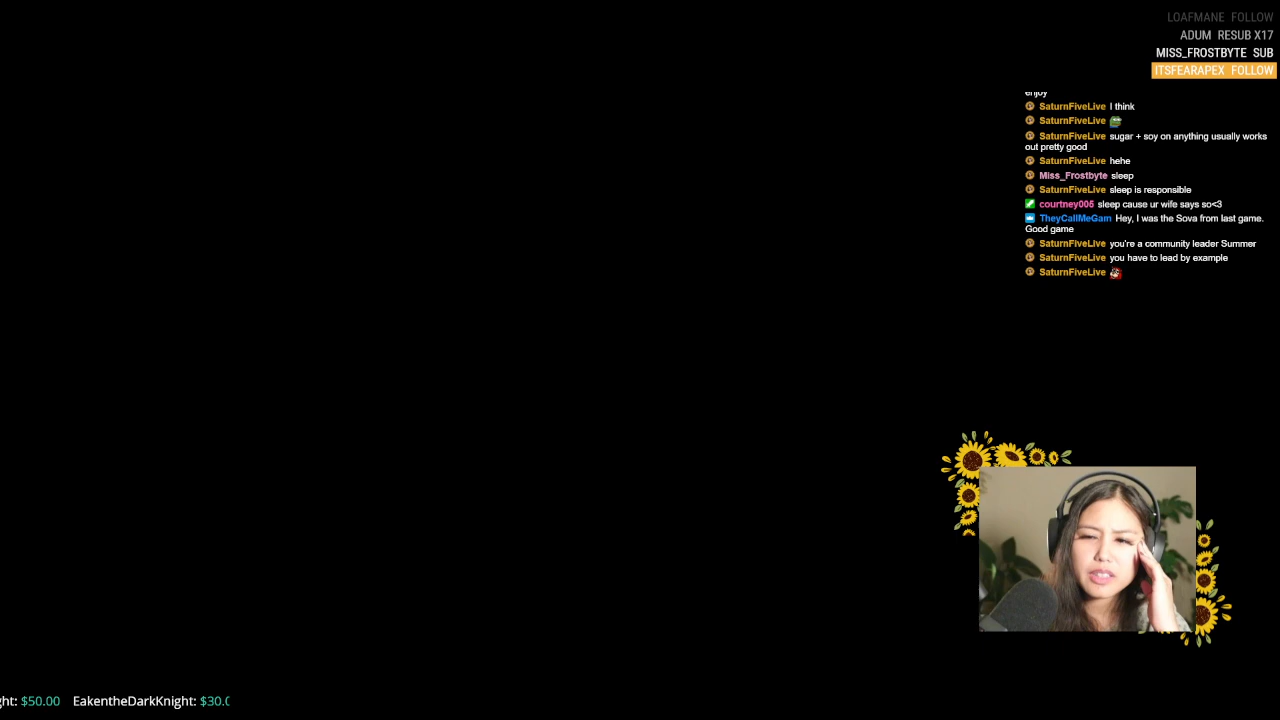 LOAFMANE FOLLOW
ADUM RESUB X17
MISS_FROSTBYTE SUB
ITSFEARAPEX FOLLOW
enjoy
SaturnFiveLive I think
SaturnFiveLive
SaturnFiveLive sugar + soy on anything usually works
out pretty good
SaturnFiveLive hehe
Miss_Frostbyte sleep
SaturnFiveLive sleep is responsible
courtney005 sleep cause ur wife says so<3
TheyCallMeGam Hey, I was the Sova from last game.
Good game
SaturnFiveLive you're a community leader Summer
SaturnFiveLive you have to lead by example
SaturnFiveLive
ght: $50.00 EakentheDarkKnight: $30.0